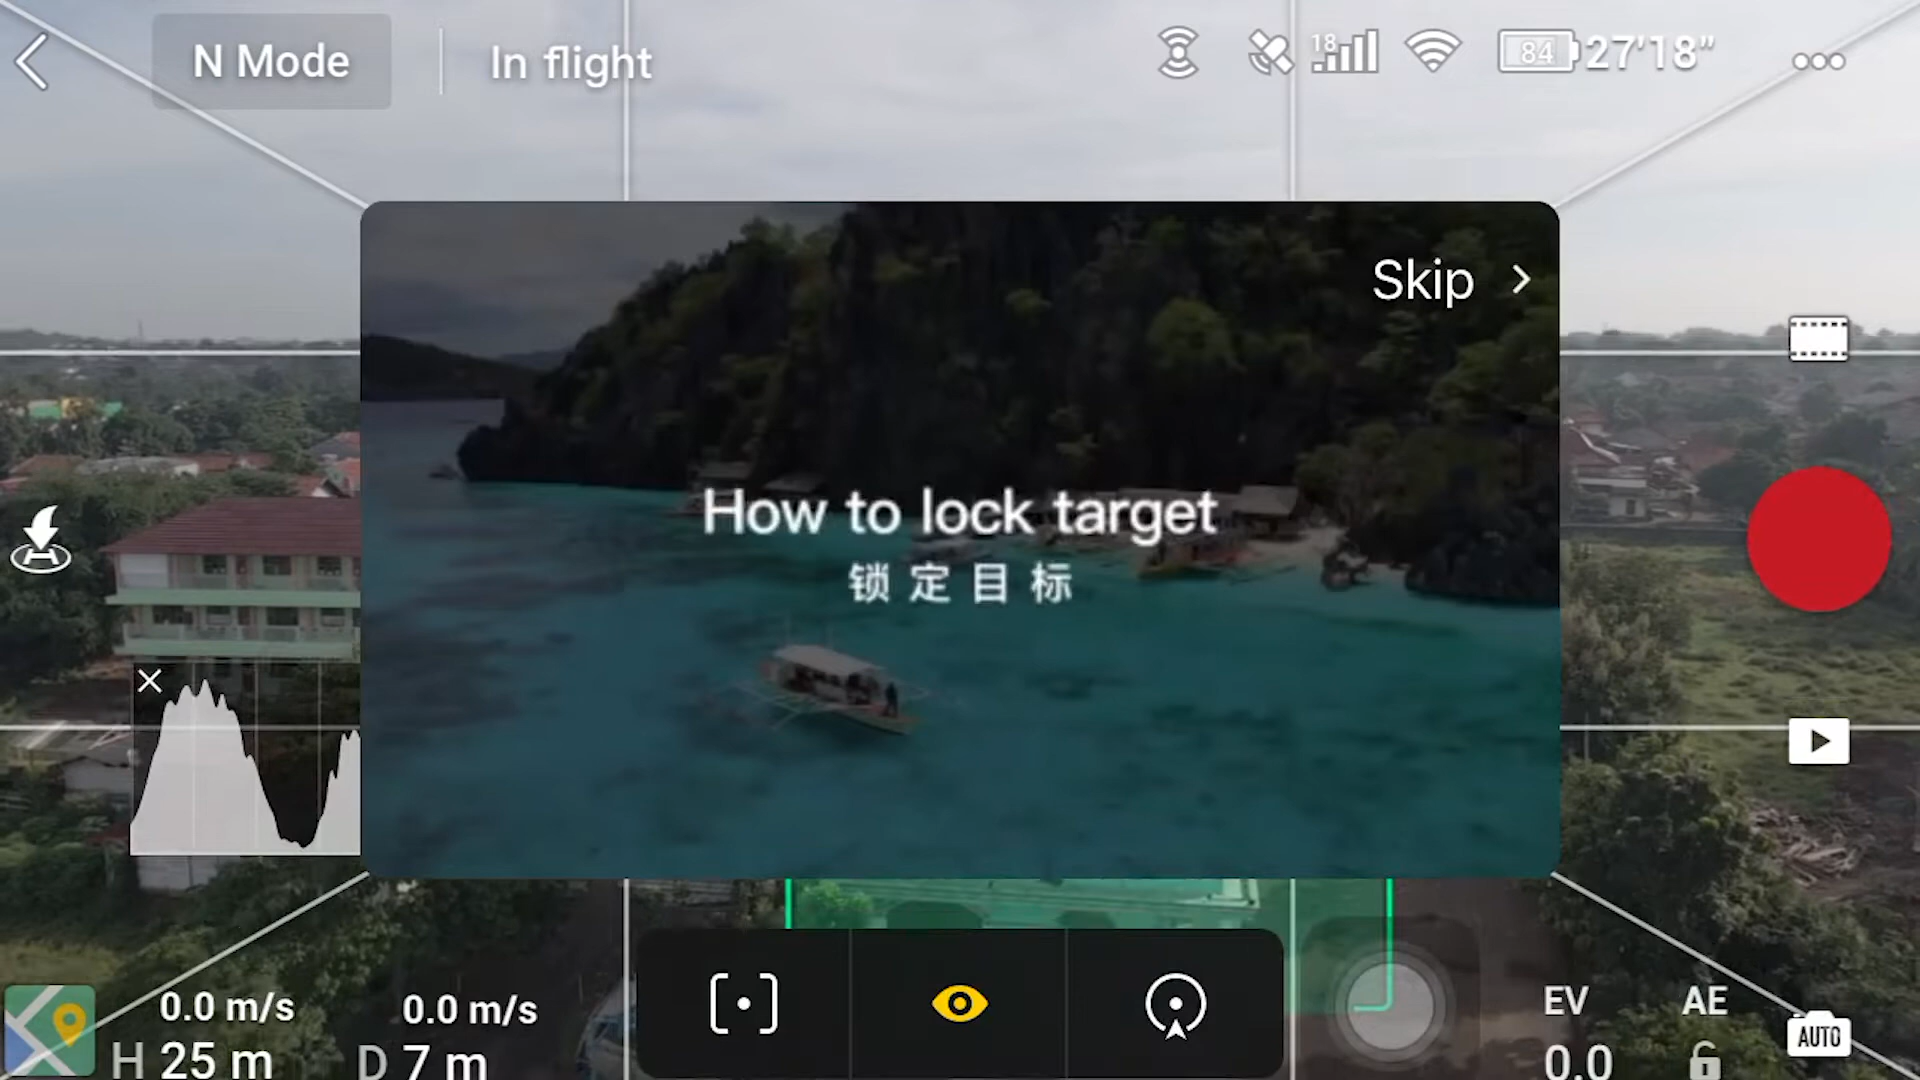 N Mode
In flight
18
84
27'18"
Skip
How to lock target
锁定目标
0.0 m/s
0.0 m/s
H 25 m
D 7 m
EV
0.0
AE
AUTO